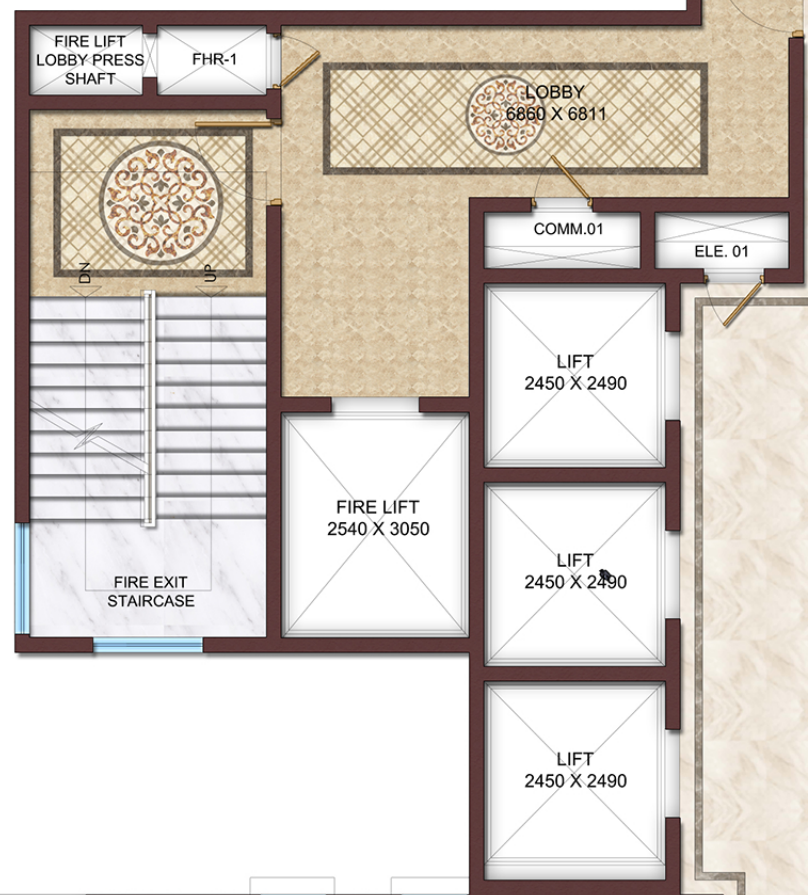 FIRE LIFT
LOBBY PRESS
SHAFT
FHR-1
LOBBY
6860 X 6811
COMM.01
ELE. 01
DN
UP
LIFT
2450 X 2490
FIRE LIFT
2540 X 3050
LIFT
2450 X 2490
FIRE EXIT
STAIRCASE
LIFT
2450 X 2490